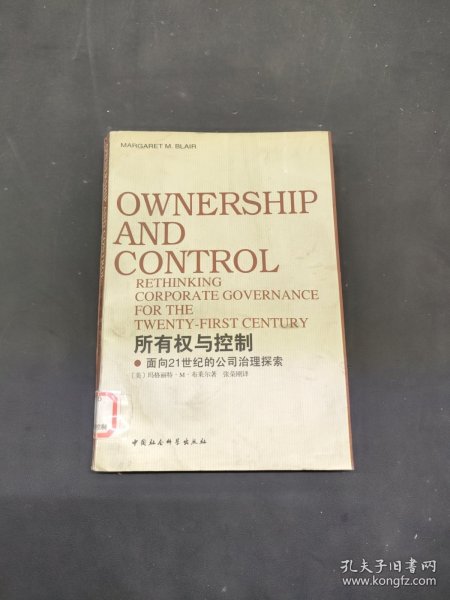 MARGARET M. BLAIR
OWNERSHIP
AND
CONTROL
RETHINKING
CORPORATE GOVERNANCE
FOR THE
TWENTY-FIRST CENTURY
所有权与控制
●面向21世纪的公司治理探索
〔美〕玛格丽特·M·布莱尔著 张荣刚译
中国社会科学出版社
孔夫子旧书网
www.kongfz.com